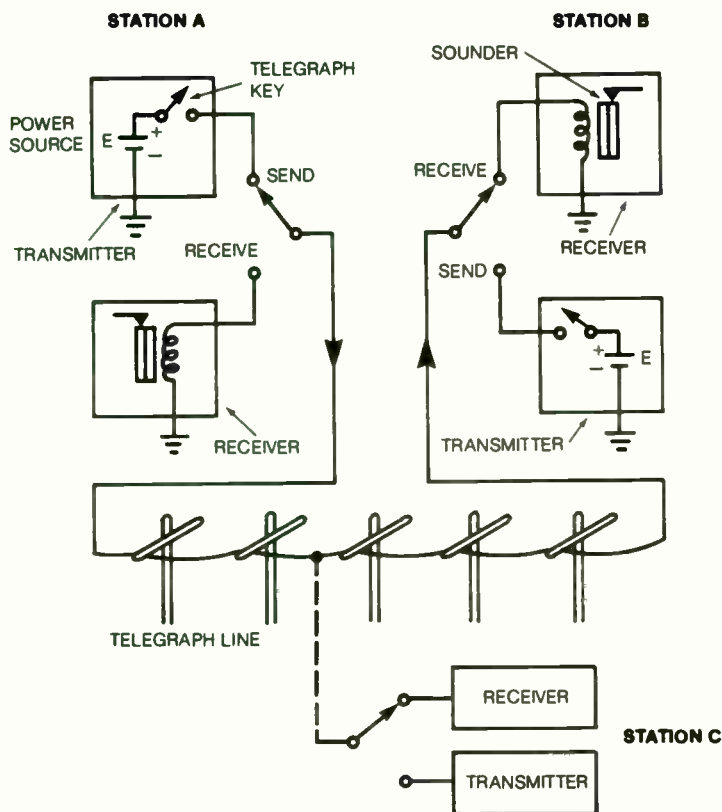 STATION A
STATION B
SOUNDER
TELEGRAPH
KEY
POWER
SOURCE
E
+
−
SEND
RECEIVE
TRANSMITTER
RECEIVER
RECEIVE
SEND
RECEIVER
+
−
E
TRANSMITTER
TELEGRAPH LINE
RECEIVER
STATION C
TRANSMITTER